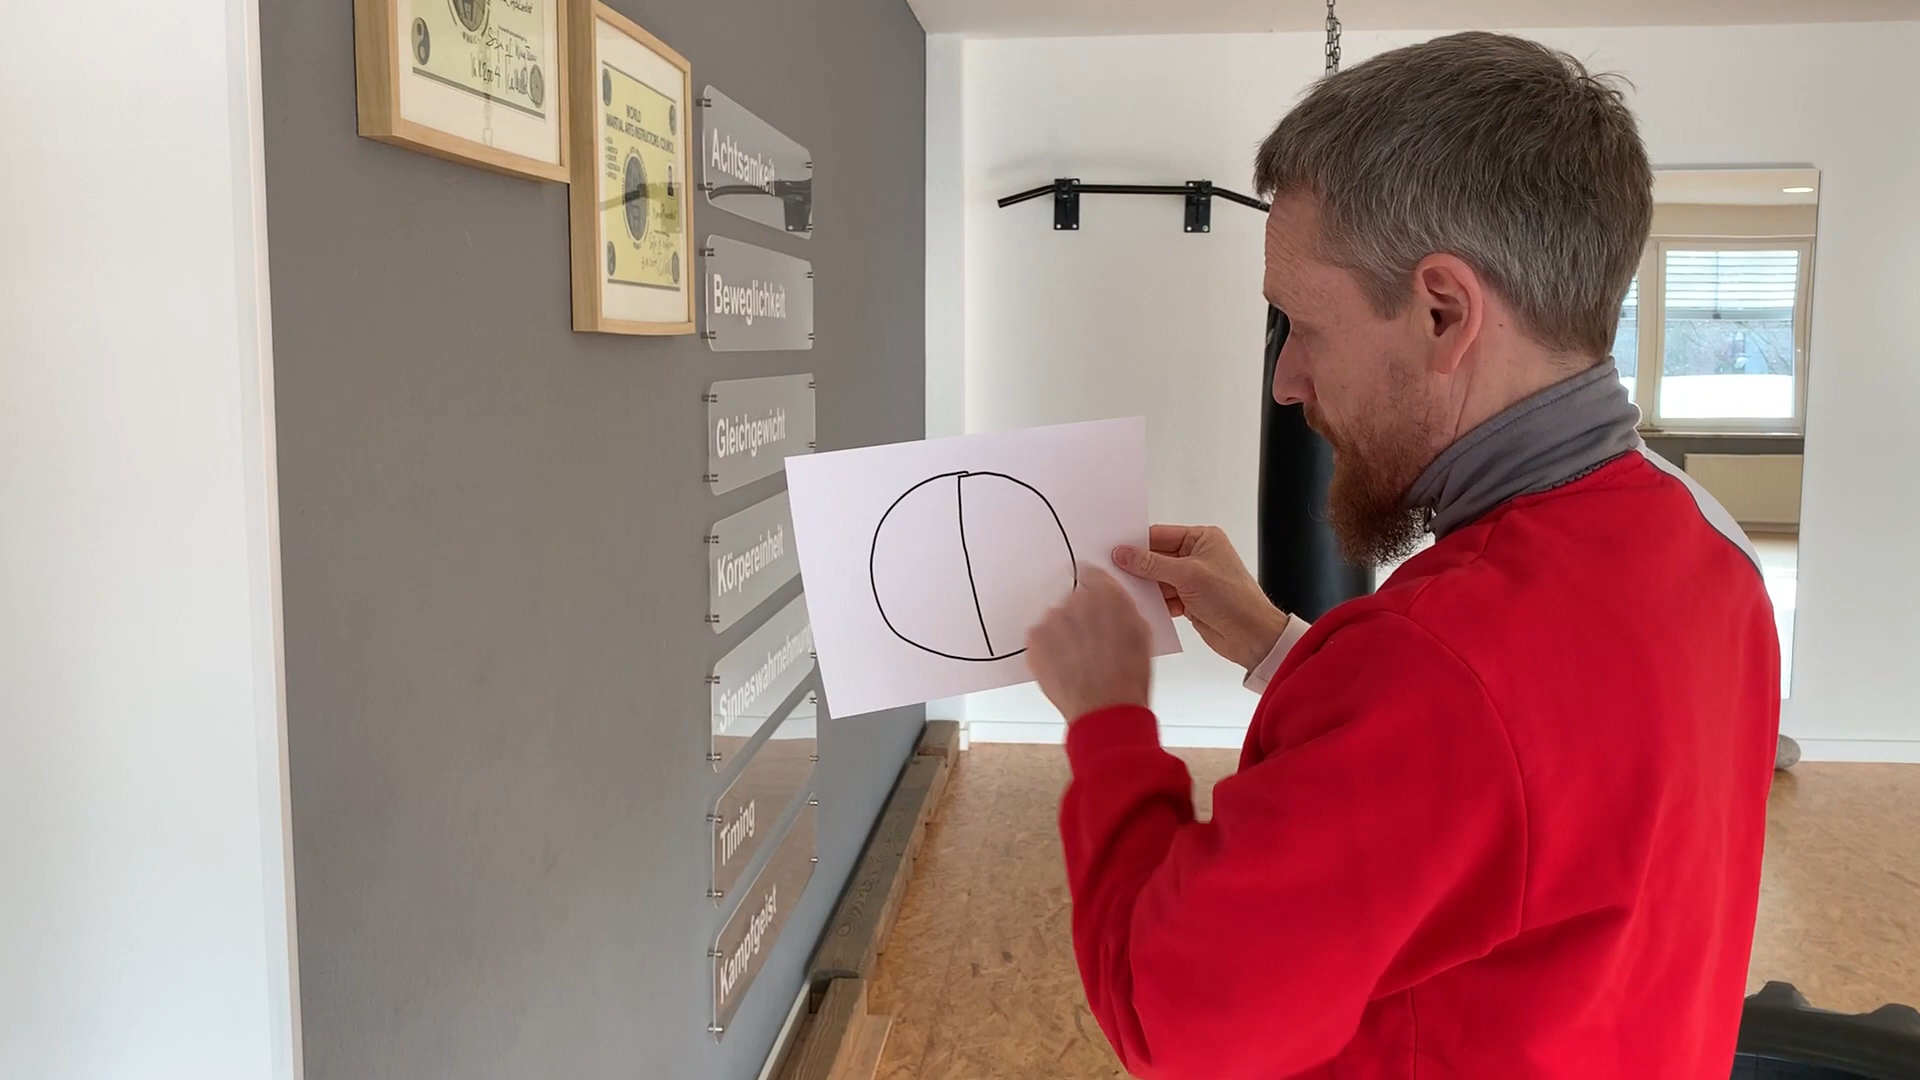 WORLD
MARTIAL ARTS INSTRUCTORS COUNCIL
Achtsamkeit
Beweglichkeit
Gleichgewicht
Körpereinheit
Sinneswahrnehmung
Timing
Kampfgeist